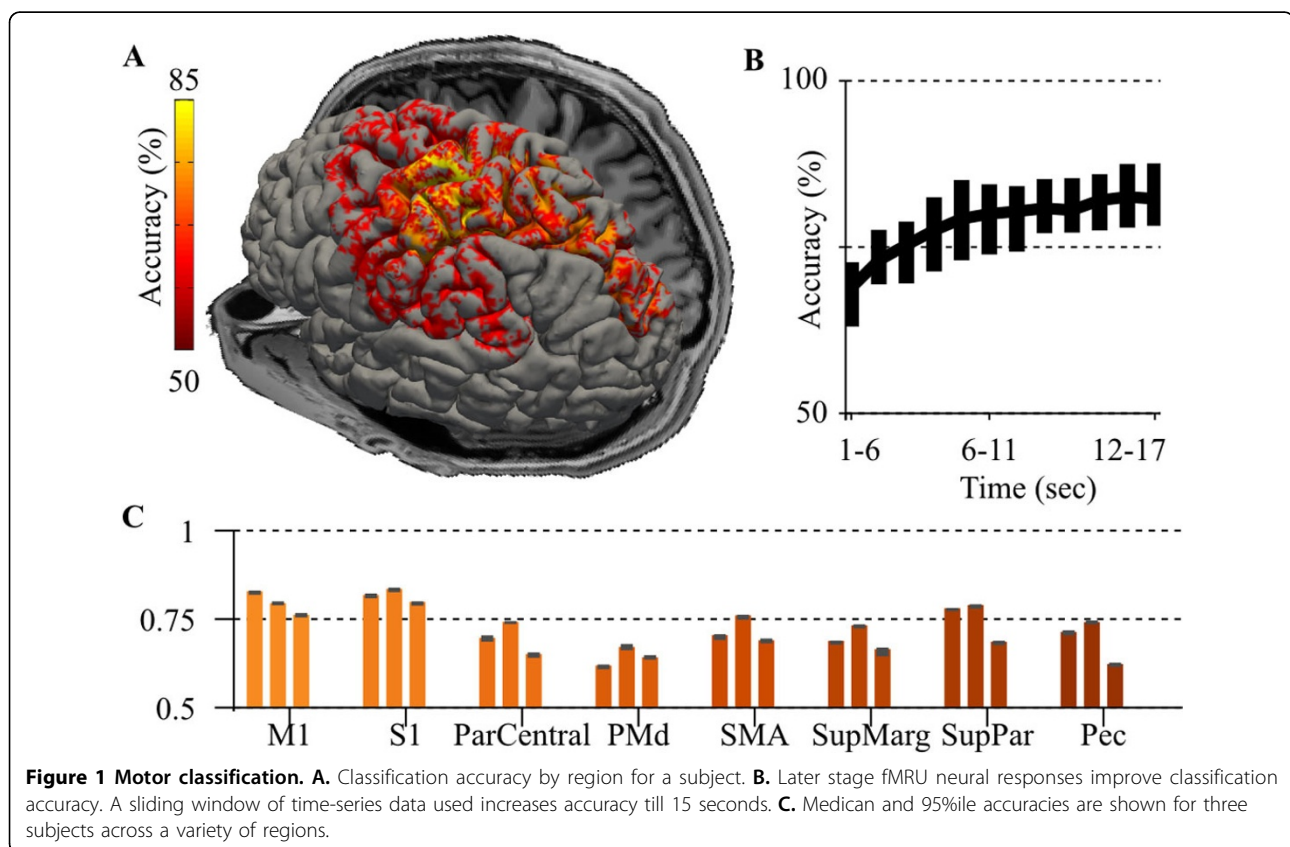 A
85
Accuracy (%)
50
B
100
Accuracy (%)
50
1-6
6-11
12-17
Time (sec)
C
1
0.75
0.5
M1
S1
ParCentral
PMd
SMA
SupMarg
SupPar
Pec
Figure 1 Motor classification. A. Classification accuracy by region for a subject. B. Later stage fMRU neural responses improve classification
accuracy. A sliding window of time-series data used increases accuracy till 15 seconds. C. Medican and 95%ile accuracies are shown for three
subjects across a variety of regions.